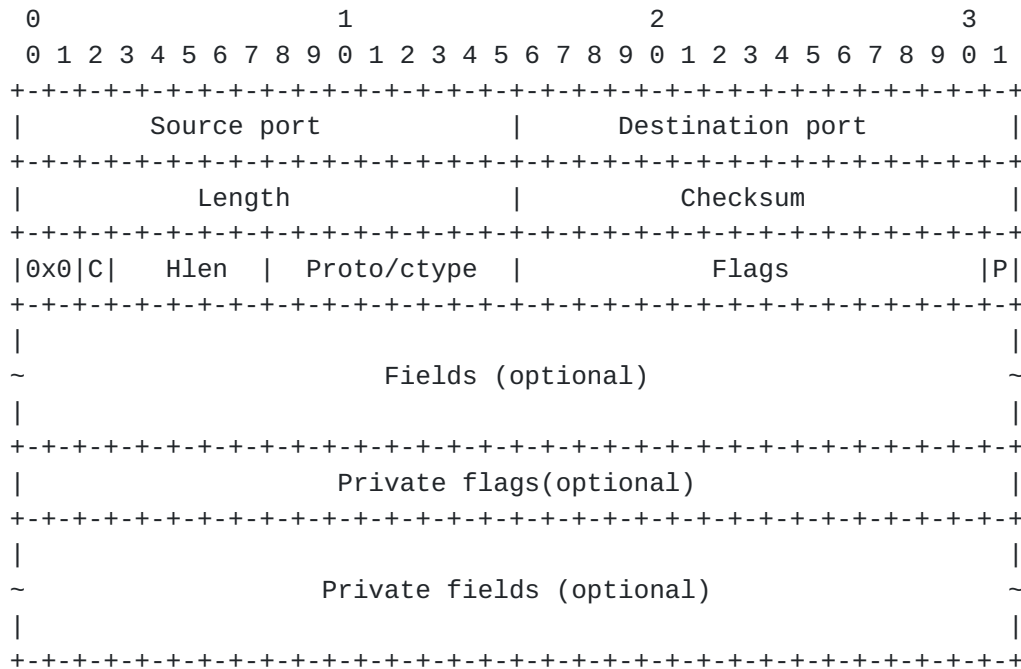 0                   1                   2                   3
 0 1 2 3 4 5 6 7 8 9 0 1 2 3 4 5 6 7 8 9 0 1 2 3 4 5 6 7 8 9 0 1
+-+-+-+-+-+-+-+-+-+-+-+-+-+-+-+-+-+-+-+-+-+-+-+-+-+-+-+-+-+-+-+-+
|        Source port            |      Destination port         |
+-+-+-+-+-+-+-+-+-+-+-+-+-+-+-+-+-+-+-+-+-+-+-+-+-+-+-+-+-+-+-+-+
|           Length              |          Checksum             |
+-+-+-+-+-+-+-+-+-+-+-+-+-+-+-+-+-+-+-+-+-+-+-+-+-+-+-+-+-+-+-+-+
|0x0|C|   Hlen  |  Proto/ctype  |            Flags            |P|
+-+-+-+-+-+-+-+-+-+-+-+-+-+-+-+-+-+-+-+-+-+-+-+-+-+-+-+-+-+-+-+-+
|                                                               |
~                       Fields (optional)                       ~
|                                                               |
+-+-+-+-+-+-+-+-+-+-+-+-+-+-+-+-+-+-+-+-+-+-+-+-+-+-+-+-+-+-+-+-+
|                    Private flags(optional)                    |
+-+-+-+-+-+-+-+-+-+-+-+-+-+-+-+-+-+-+-+-+-+-+-+-+-+-+-+-+-+-+-+-+
|                                                               |
~                   Private fields (optional)                   ~
|                                                               |
+-+-+-+-+-+-+-+-+-+-+-+-+-+-+-+-+-+-+-+-+-+-+-+-+-+-+-+-+-+-+-+-+